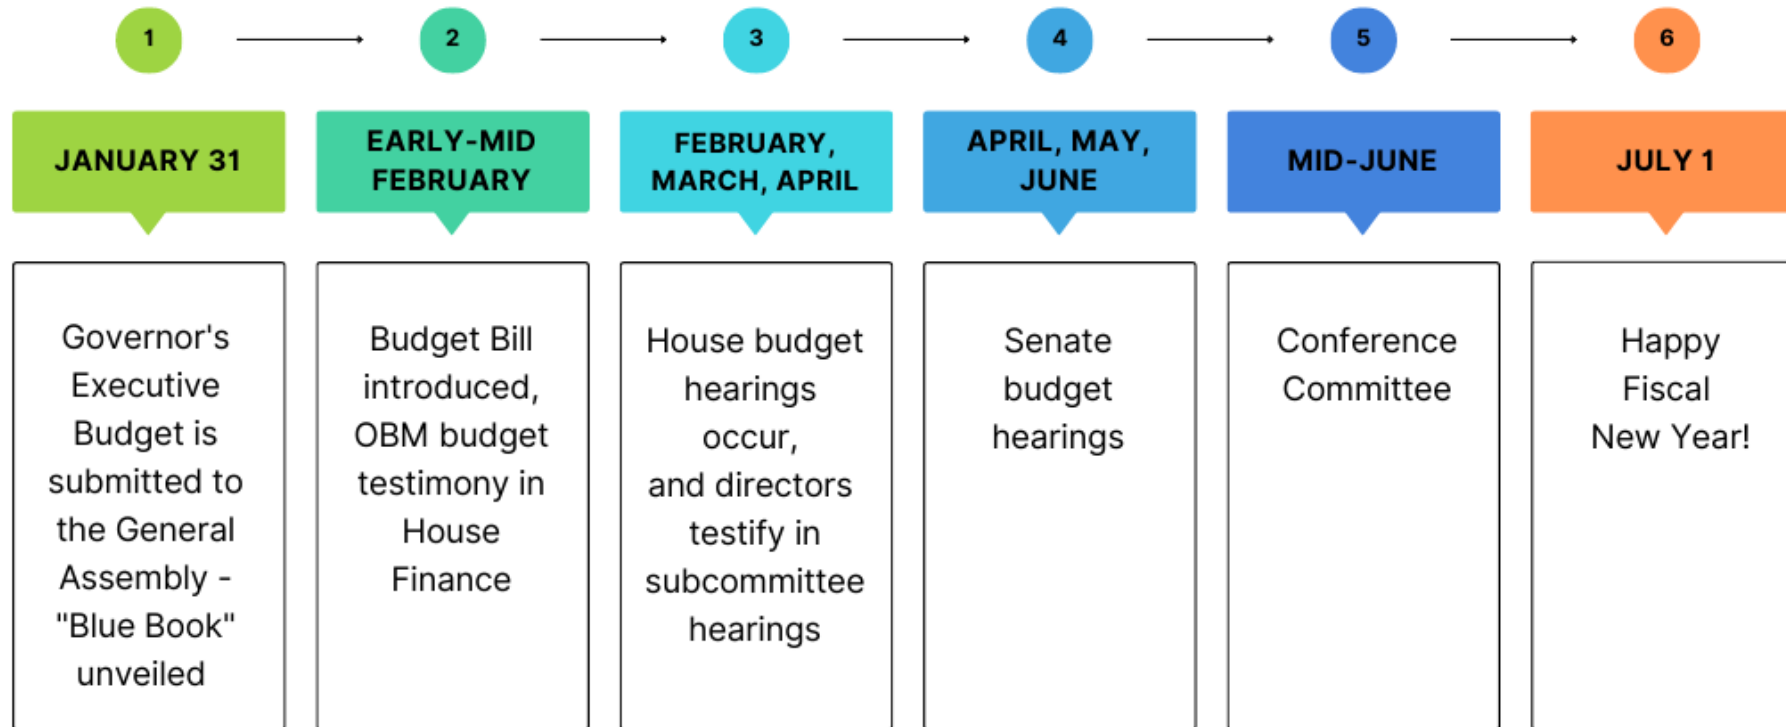 1
2
3
4
5
6
JANUARY 31
EARLY-MID
FEBRUARY
FEBRUARY,
MARCH, APRIL
APRIL, MAY,
JUNE
MID-JUNE
JULY 1
Governor's
Executive
Budget is
submitted to
the General
Assembly -
"Blue Book"
unveiled
Budget Bill
introduced,
OBM budget
testimony in
House
Finance
House budget
hearings
occur,
and directors
testify in
subcommittee
hearings
Senate
budget
hearings
Conference
Committee
Happy
Fiscal
New Year!